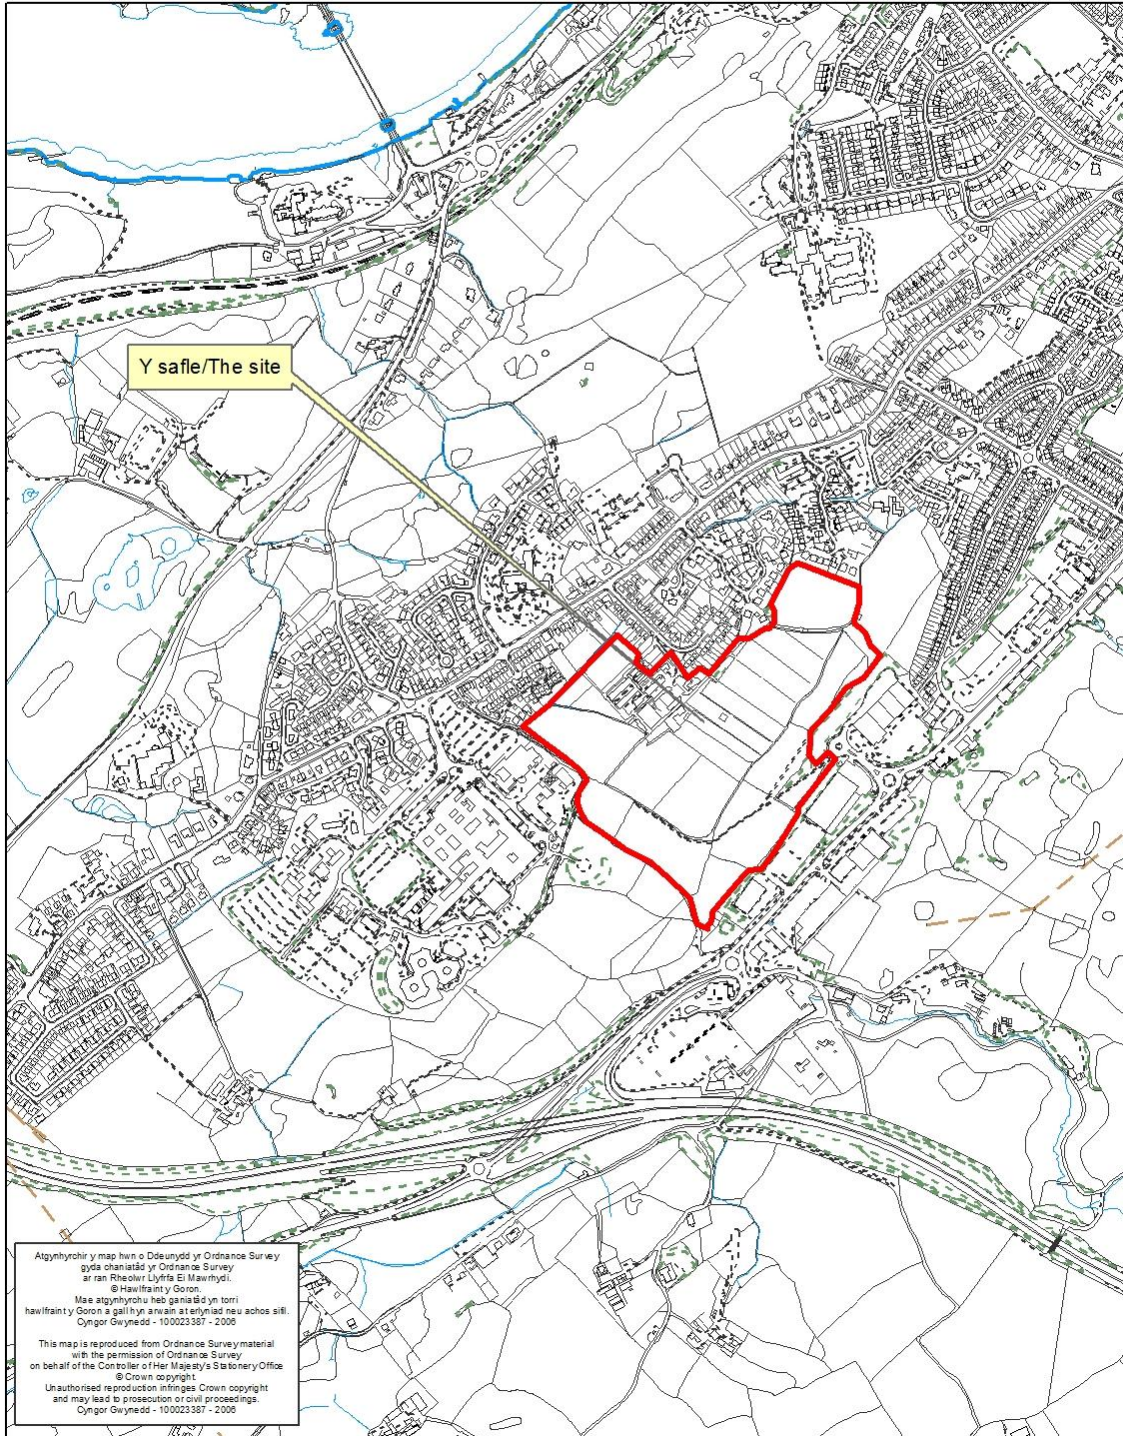 Y safle/The site
Atgynhyrchir y map hwn o Ddeunydd yr Ordnance Survey
gyda chaniatâd yr Ordnance Survey
ar ran Rheolwr Llyfrfa Ei Mawrhydi.
© Hawlfraint y Goron.
Mae atgynhyrchu heb ganiatâd yn torri
hawlfraint y Goron a gall hyn arwain at erlyniad neu achos sifil.
Cyngor Gwynedd - 100023387 - 2006
This map is reproduced from Ordnance Survey material
with the permission of Ordnance Survey
on behalf of the Controller of Her Majesty's Stationery Office
© Crown copyright.
Unauthorised reproduction infringes Crown copyright
and may lead to prosecution or civil proceedings.
Cyngor Gwynedd - 100023387 - 2006